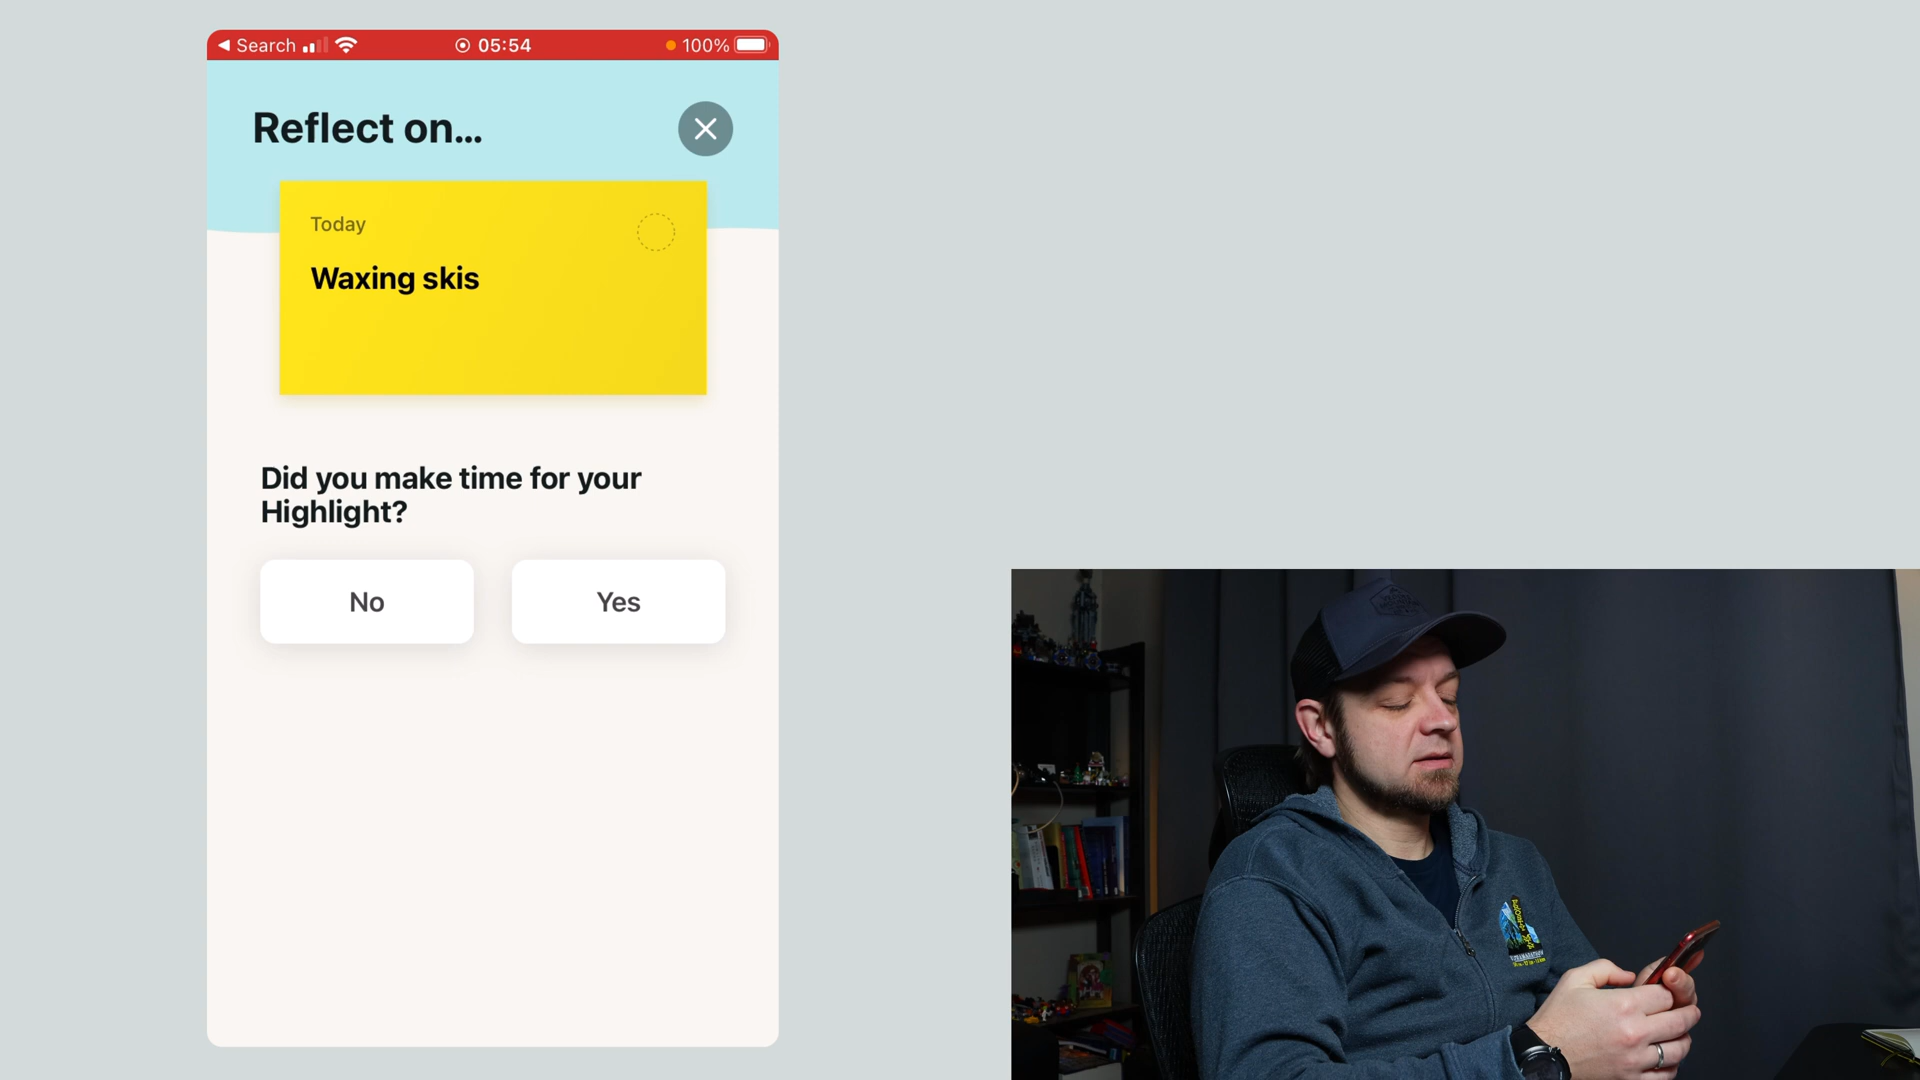 Search
05:54
100%
Reflect on...
Today
Waxing skis
Did you make time for your
Highlight?
No
Yes